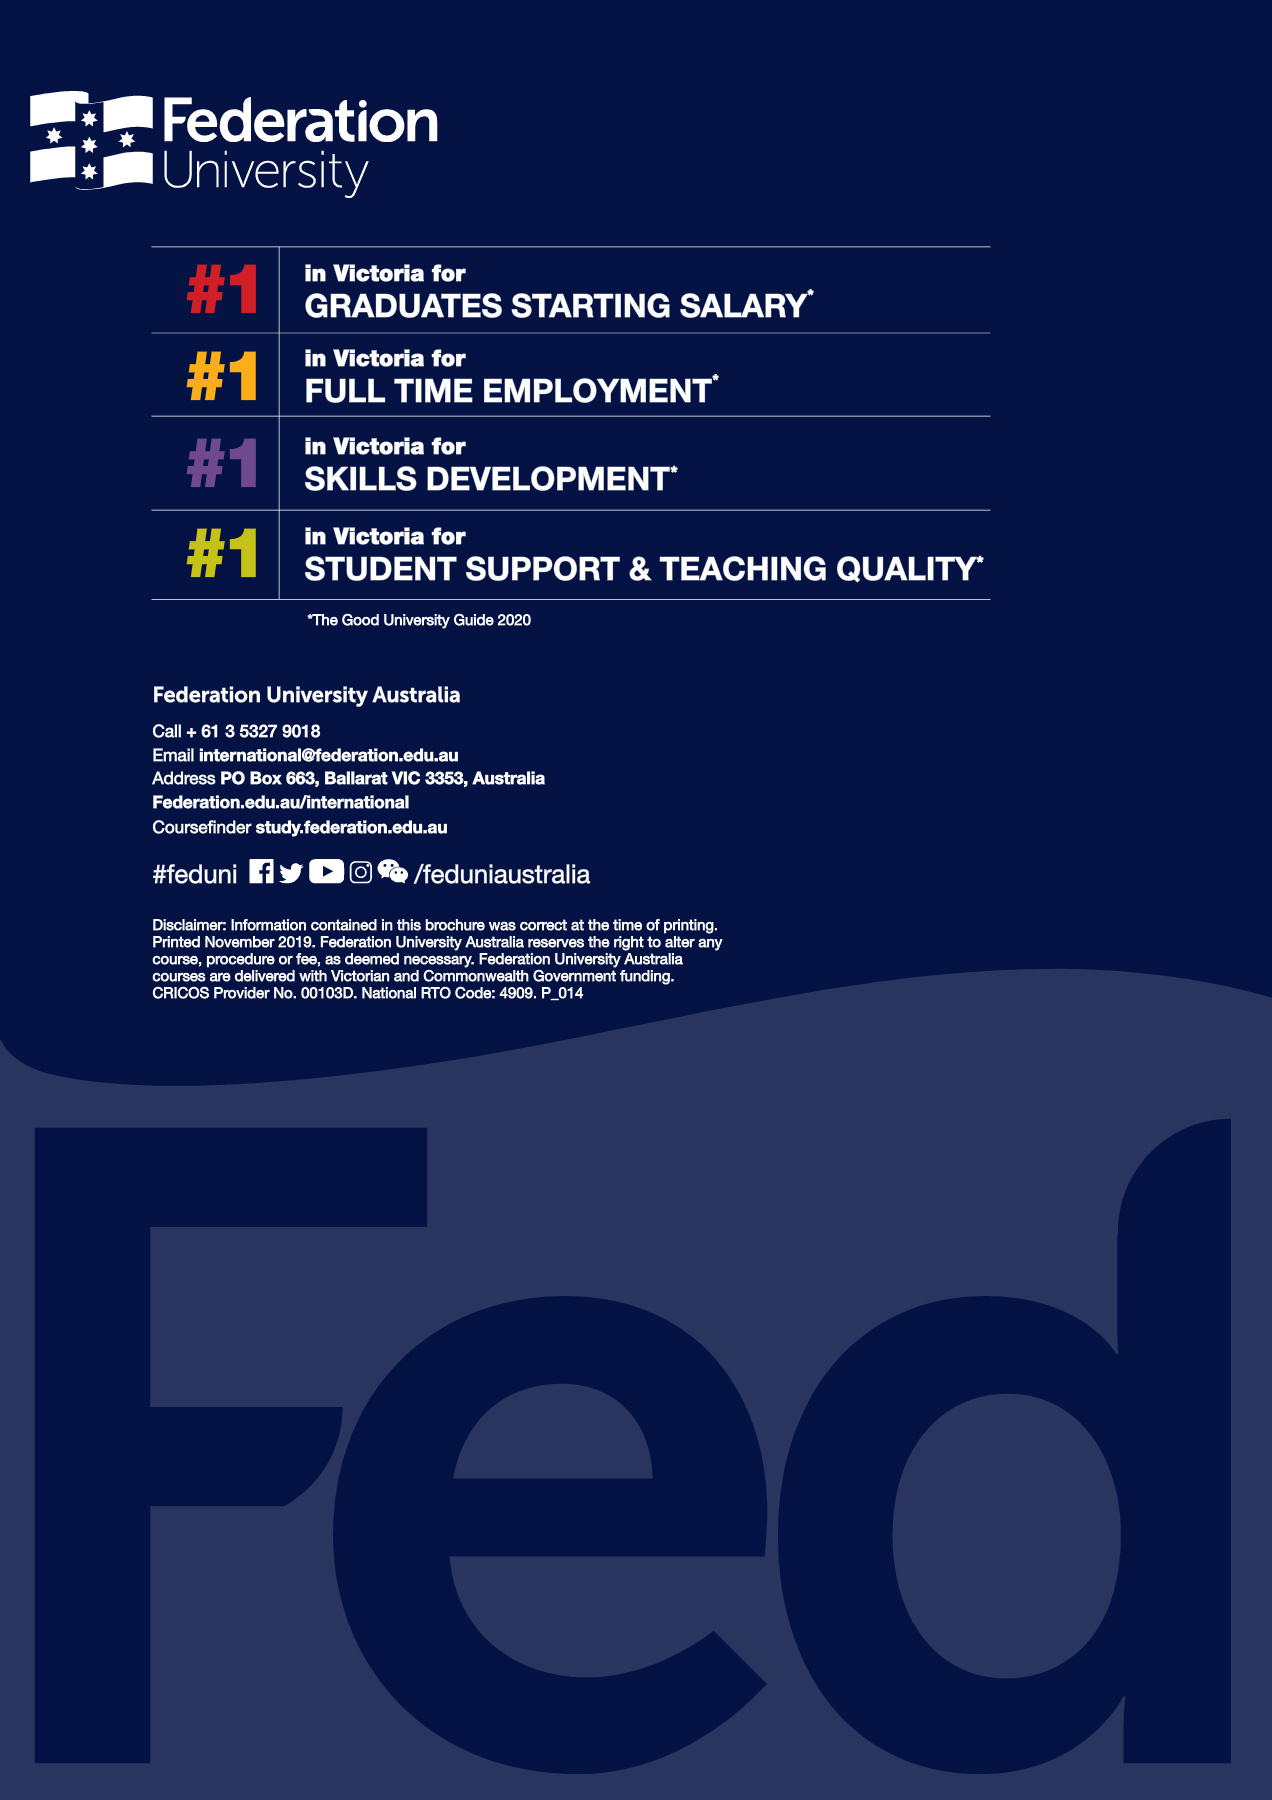 Federation
University
#1
in Victoria for
GRADUATES STARTING SALARY*
#1
in Victoria for
FULL TIME EMPLOYMENT*
#1
in Victoria for
SKILLS DEVELOPMENT*
#1
in Victoria for
STUDENT SUPPORT & TEACHING QUALITY*
*The Good University Guide 2020
Federation University Australia
Call + 61 3 5327 9018
Email international@federation.edu.au
Address PO Box 663, Ballarat VIC 3353, Australia
Federation.edu.au/international
Coursefinder study.federation.edu.au
#feduni /feduniaustralia
Disclaimer: Information contained in this brochure was correct at the time of printing.
Printed November 2019. Federation University Australia reserves the right to alter any
course, procedure or fee, as deemed necessary. Federation University Australia
courses are delivered with Victorian and Commonwealth Government funding.
CRICOS Provider No. 00103D. National RTO Code: 4909. P_014
Fed